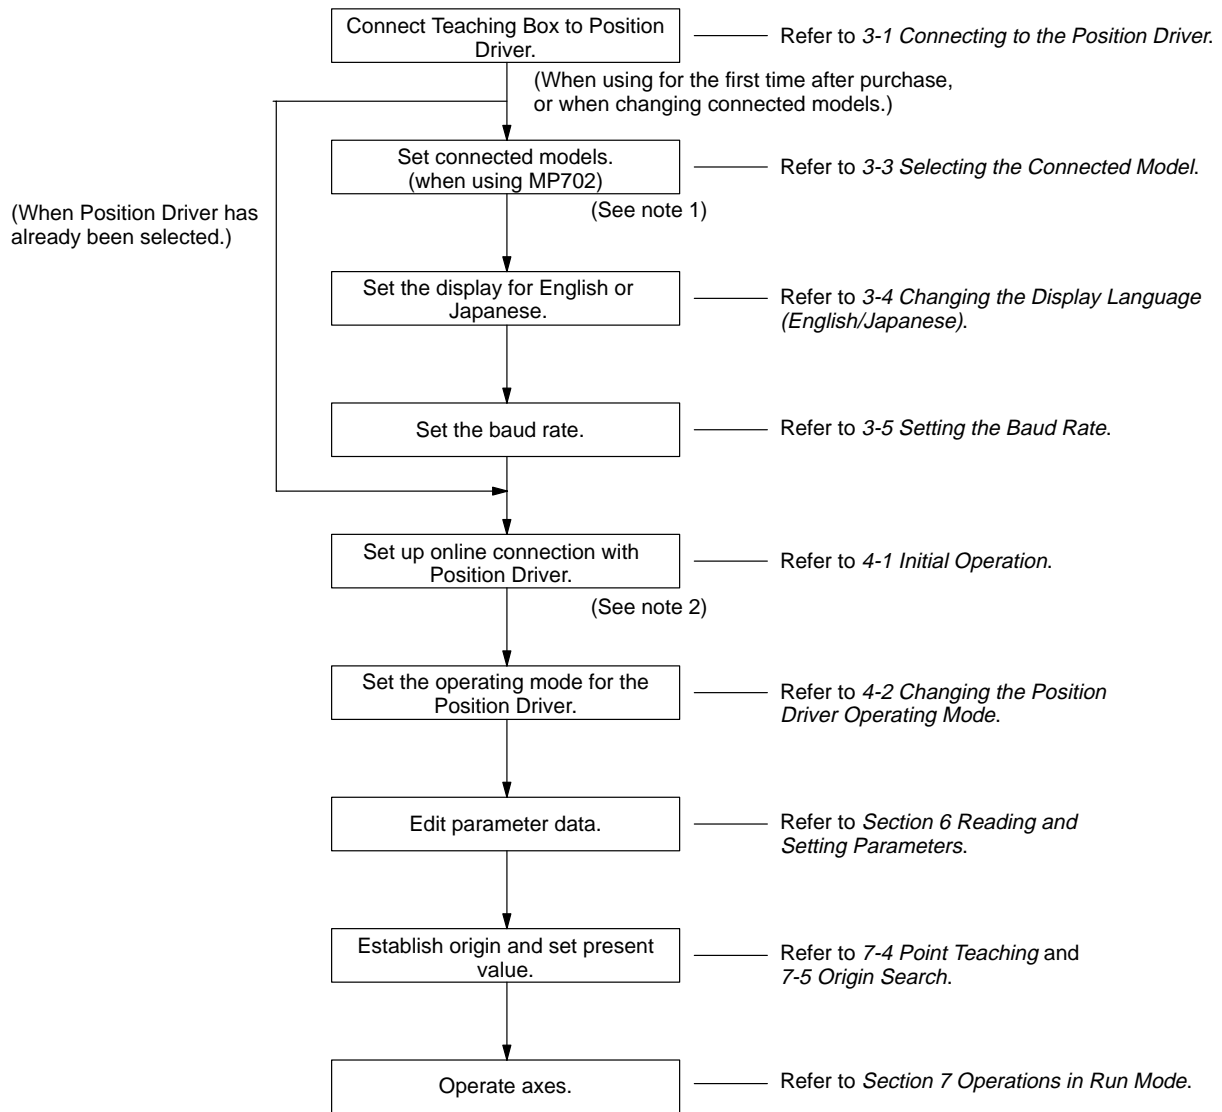 Connect Teaching Box to Position
Driver.
Refer to 3-1 Connecting to the Position Driver.
(When using for the first time after purchase,
or when changing connected models.)
Set connected models.
(when using MP702)
Refer to 3-3 Selecting the Connected Model.
(See note 1)
(When Position Driver has
already been selected.)
Set the display for English or
Japanese.
Refer to 3-4 Changing the Display Language
(English/Japanese).
Set the baud rate.
Refer to 3-5 Setting the Baud Rate.
Set up online connection with
Position Driver.
Refer to 4-1 Initial Operation.
(See note 2)
Set the operating mode for the
Position Driver.
Refer to 4-2 Changing the Position
Driver Operating Mode.
Edit parameter data.
Refer to Section 6 Reading and
Setting Parameters.
Establish origin and set present
value.
Refer to 7-4 Point Teaching and
7-5 Origin Search.
Operate axes.
Refer to Section 7 Operations in Run Mode.